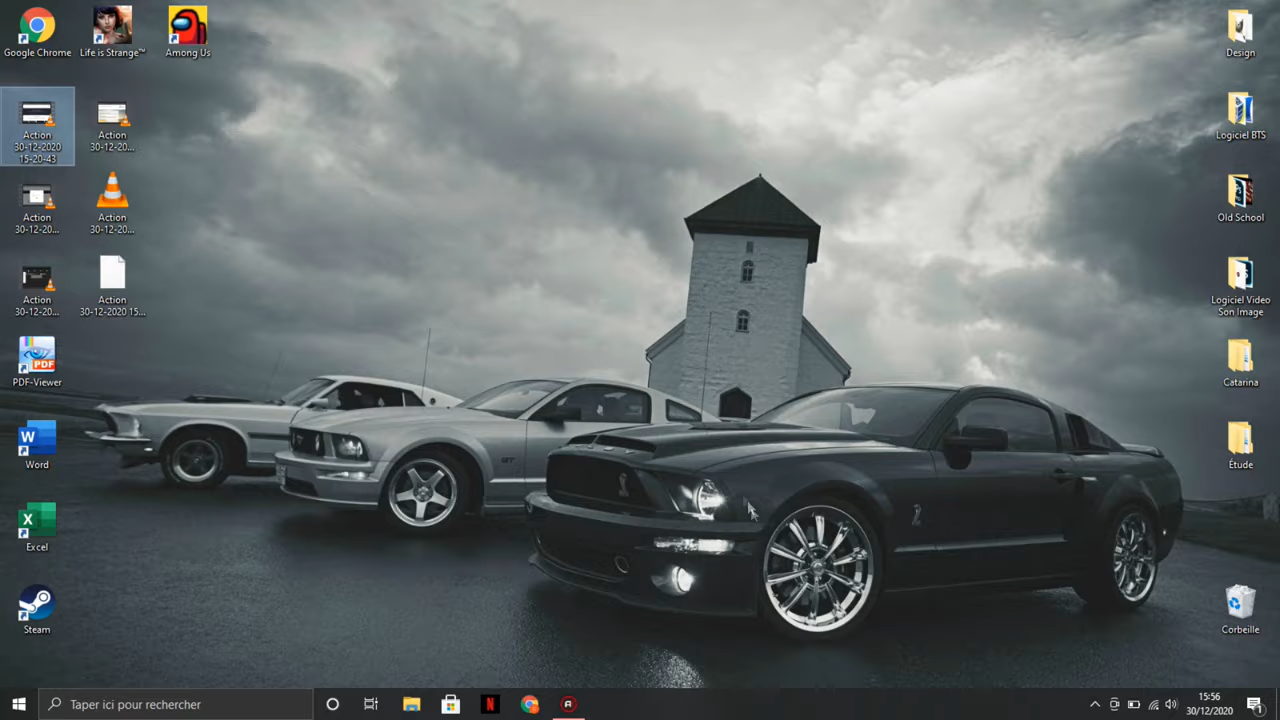 Google Chrome
Life is Strange™
Among Us
Action
30-12-2020
15-20-43
Action
30-12-20...
Action
30-12-20...
Action
30-12-20...
Action
30-12-20...
Action
30-12-2020 15...
PDF
PDF-Viewer
W
Word
X
Excel
Steam
Design
Logiciel BTS
Old School
Logiciel Video
Son Image
Catarina
Étude
Corbeille
GT
Taper ici pour rechercher
N
15:56
30/12/2020
1